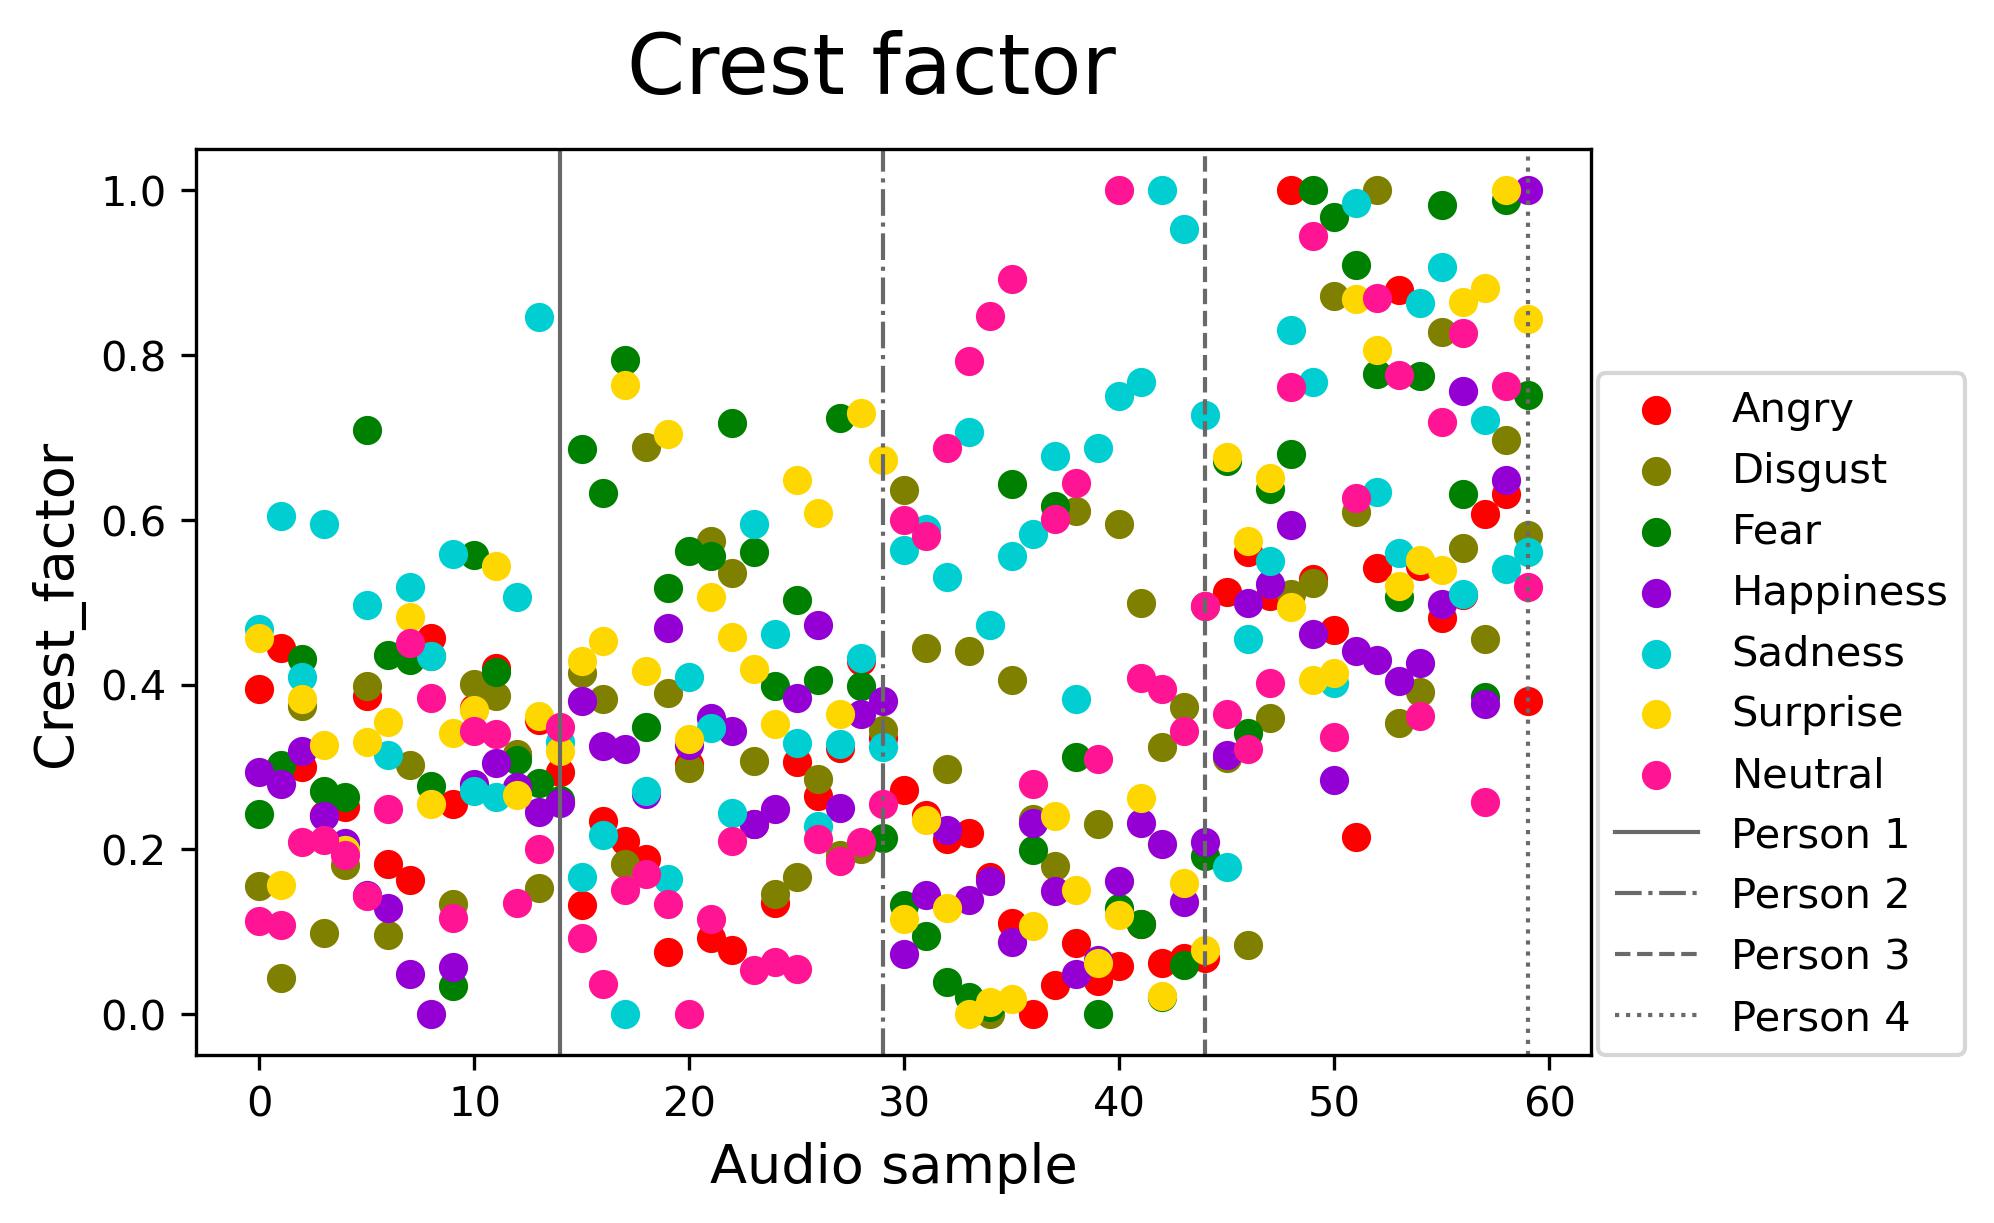 Crest factor
Crest_factor
1.0
0.8
0.6
0.4
0.2
0.0
0 10 20 30 40 50 60
Audio sample
Angry
Disgust
Fear
Happiness
Sadness
Surprise
Neutral
Person 1
Person 2
Person 3
Person 4